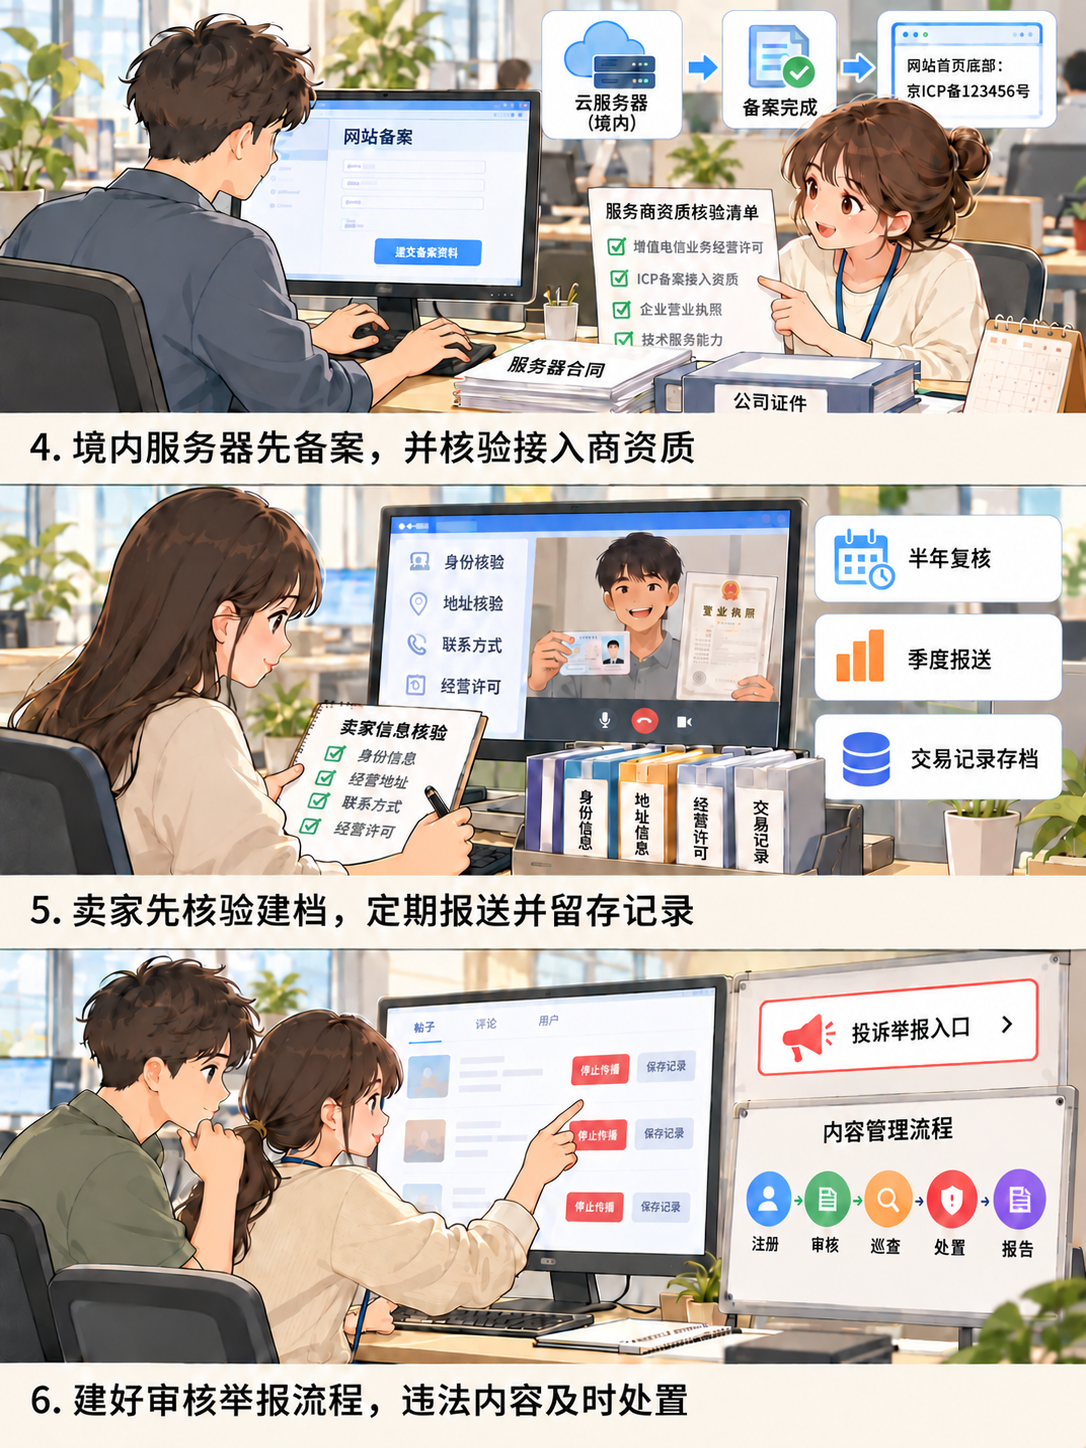 云服务器
(境内)
备案完成
网站首页底部：
京ICP备123456号
网站备案
服务商资质核验清单
增值电信业务经营许可
ICP备案接入资质
企业营业执照
技术服务能力
服务器合同
公司证件
4. 境内服务器先备案，并核验接入商资质
身份核验
地址核验
联系方式
经营许可
营业执照
卖家信息核验
身份信息
经营地址
联系方式
经营许可
身份信息
地址信息
经营许可
交易记录
半年复核
季度报送
交易记录存档
5. 卖家先核验建档，定期报送并留存记录
帖子
评论
用户
停止传播
保存记录
停止传播
保存记录
停止传播
保存记录
投诉举报入口
内容管理流程
注册
审核
巡查
处置
报告
6. 建好审核举报流程，违法内容及时处置